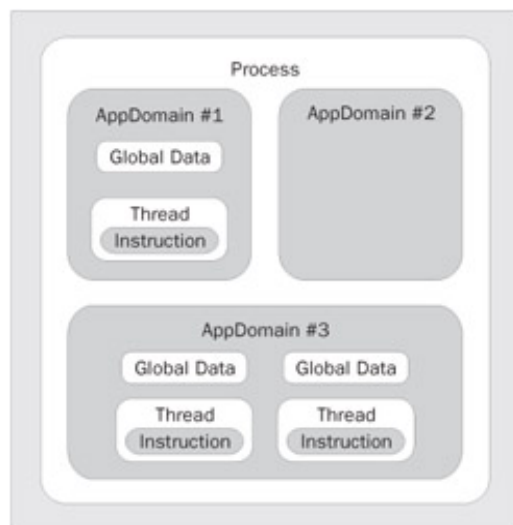 Process
AppDomain #1
Global Data
Thread
Instruction
AppDomain #2
AppDomain #3
Global Data
Global Data
Thread
Instruction
Thread
Instruction